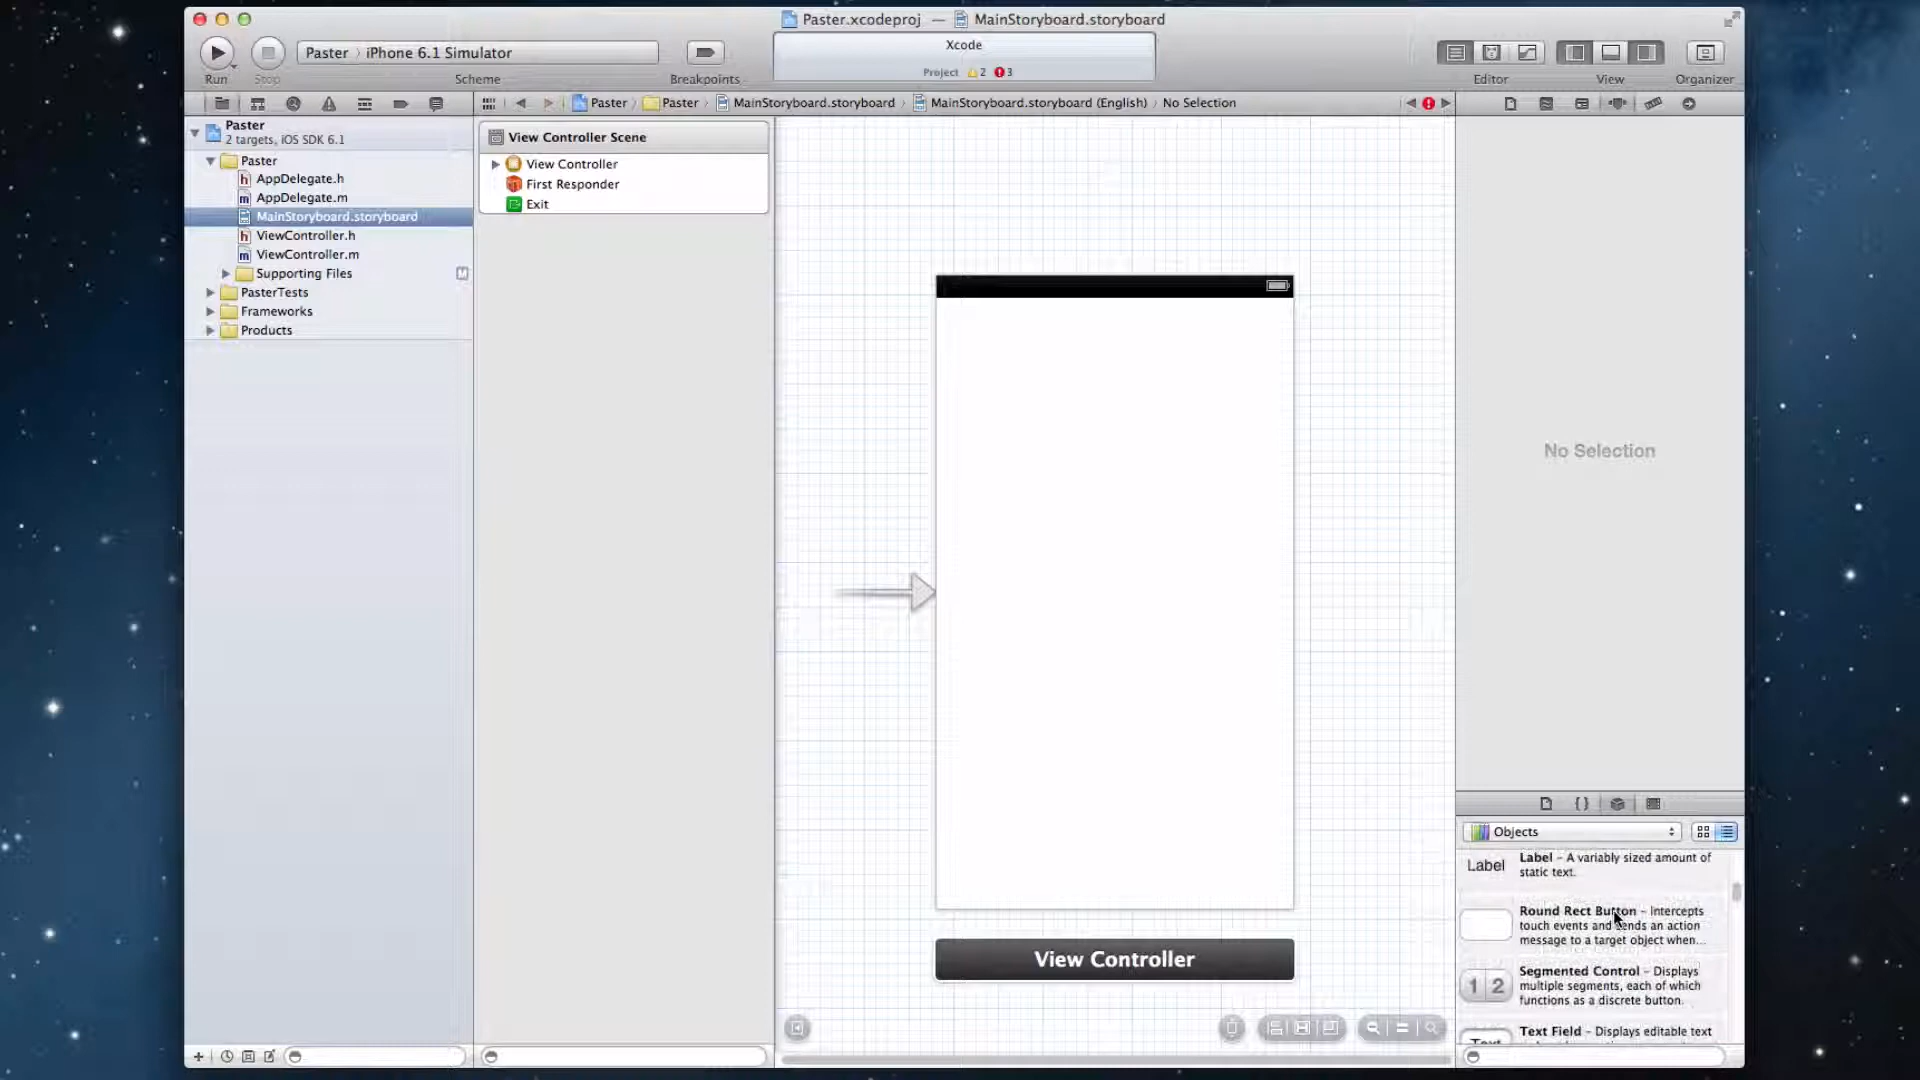 Paster.xcodeproj — MainStoryboard.storyboard
Paster › iPhone 6.1 Simulator
Xcode
Project 2 3
Run Stop Scheme Breakpoints Editor View Organizer
Paster › Paster › MainStoryboard.storyboard › MainStoryboard.storyboard (English) › No Selection
Paster
2 targets, iOS SDK 6.1
Paster
AppDelegate.h
AppDelegate.m
MainStoryboard.storyboard
ViewController.h
ViewController.m
Supporting Files M
PasterTests
Frameworks
Products
View Controller Scene
View Controller
First Responder
Exit
View Controller
No Selection
Objects
Label
Label – A variably sized amount of
static text.
Round Rect Button – Intercepts
touch events and sends an action
message to a target object when...
1 2
Segmented Control – Displays
multiple segments, each of which
functions as a discrete button.
Text
Text Field – Displays editable text